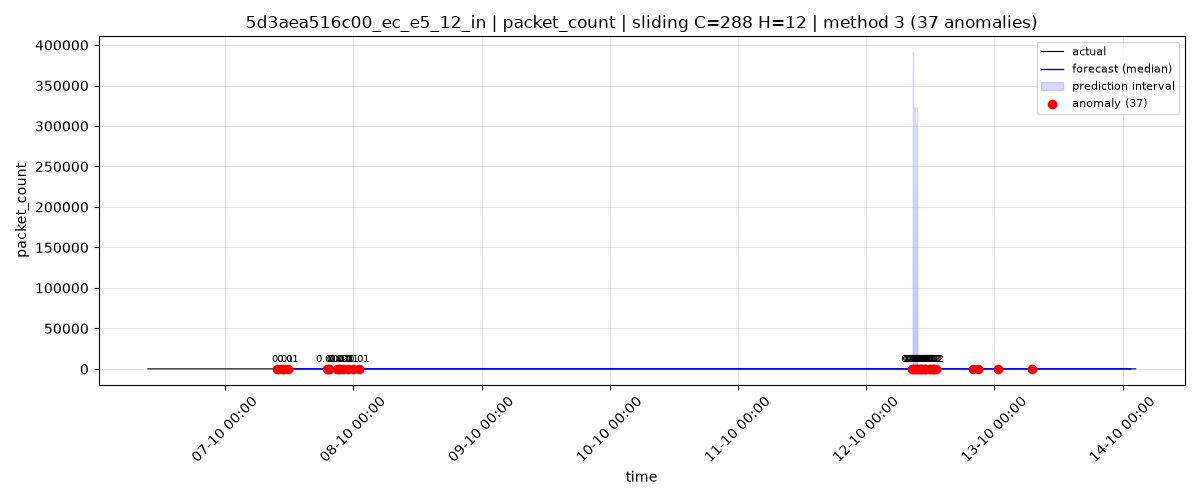 5d3aea516c00_ec_e5_12_in | packet_count | sliding C=288 H=12 | method 3 (37 anomalies)
actual
forecast (median)
prediction interval
anomaly (37)
packet_count
400000
350000
300000
250000
200000
150000
100000
50000
0
07-10 00:00
08-10 00:00
09-10 00:00
10-10 00:00
11-10 00:00
12-10 00:00
13-10 00:00
14-10 00:00
time